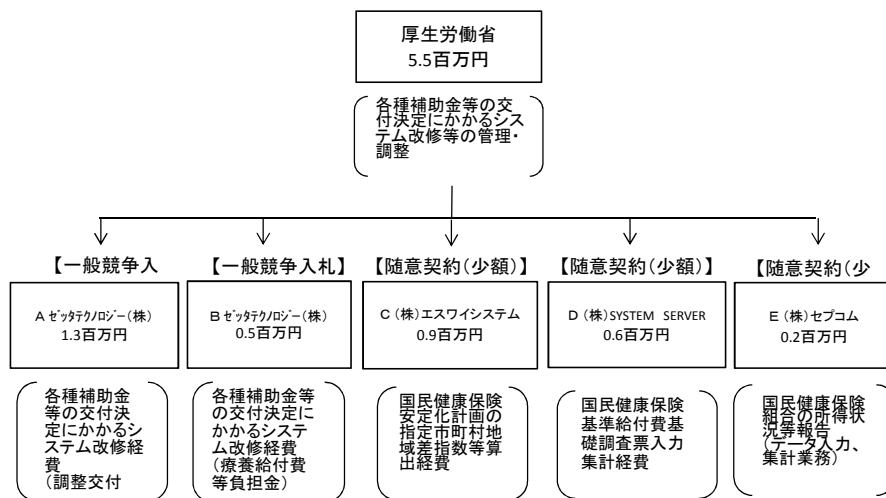 厚生労働省
5.5百万円
各種補助金等の交
付決定にかかるシス
テム改修等の管理・
調整
【一般競争入
【一般競争入札】
【随意契約(少額)】
【随意契約(少額)】
【随意契約(少
A ｾﾞｯﾀﾃｸﾉﾛｼﾞｰ(株)
1.3百万円
B ｾﾞｯﾀﾃｸﾉﾛｼﾞｰ(株)
0.5百万円
C (株)エスワイシステム
0.9百万円
D (株)SYSTEM SERVER
0.6百万円
E (株)セプコム
0.2百万円
各種補助金
等の交付決
定にかかるシ
ステム改修経
費
(調整交付
各種補助金等
の交付決定に
かかるシステ
ム改修経費
(療養給付費
等負担金)
国民健康保険
安定化計画の
指定市町村地
域差指数等算
出経費
国民健康保険
基準給付費基
礎調査票入力
集計経費
国民健康保険
組合の所得状
況等報告
(データ入力、
集計業務)